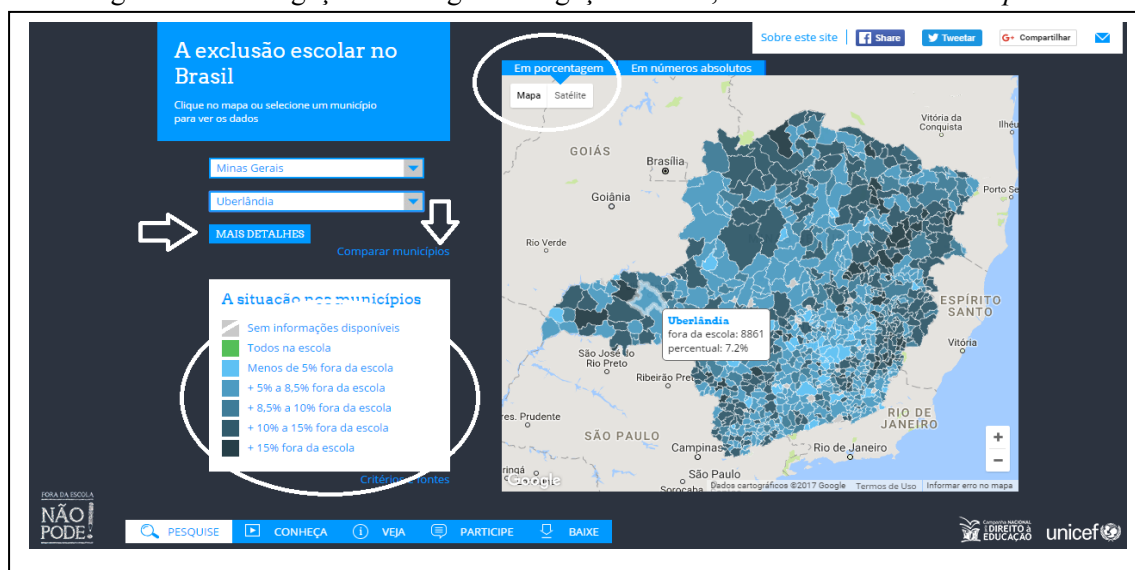 A exclusão escolar no
Brasil
Clique no mapa ou selecione um município
para ver os dados
Minas Gerais
Uberlândia
MAIS DETALHES
Comparar municípios
A situação nos municípios
Sem informações disponíveis
Todos na escola
Menos de 5% fora da escola
+ 5% a 8,5% fora da escola
+ 8,5% a 10% fora da escola
+ 10% a 15% fora da escola
+ 15% fora da escola
Critérios e fontes
Sobre este site
Share
Tweetar
G+ Compartilhar
Em porcentagem
Em números absolutos
Mapa
Satélite
GOIÁS
Brasília
Goiânia
Rio Verde
Vitória da
Conquista
Ilhéu
Porto Se
ESPÍRITO
SANTO
Vitória
Uberlândia
fora da escola: 8861
percentual: 7.2%
São José do
Rio Preto
Ribeirão Pre
res. Prudente
SÃO PAULO
RIO DE
JANEIRO
Campinas
Rio de Janeiro
ringá
São Paulo
Sorocaba
Google
Dados cartográficos ©2017 Google
Termos de Uso
Informar erro no mapa
+
−
FORA DA ESCOLA
NÃO
PODE!
PESQUISE
CONHEÇA
VEJA
PARTICIPE
BAIXE
Campanha NACIONAL
DIREITO à
EDUCAÇÃO
unicef